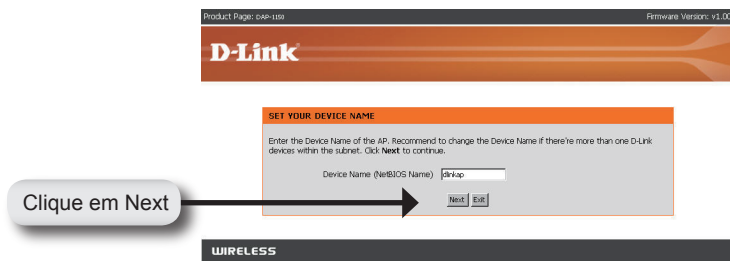 Product Page: DAP-1150 Firmware Version: v1.00
D-Link
SET YOUR DEVICE NAME
Enter the Device Name of the AP. Recommend to change the Device Name if there're more than one D-Link
devices within the subnet. Click Next to continue.
Device Name (NetBIOS Name) dlinkap
Clique em Next
Next Exit
WIRELESS